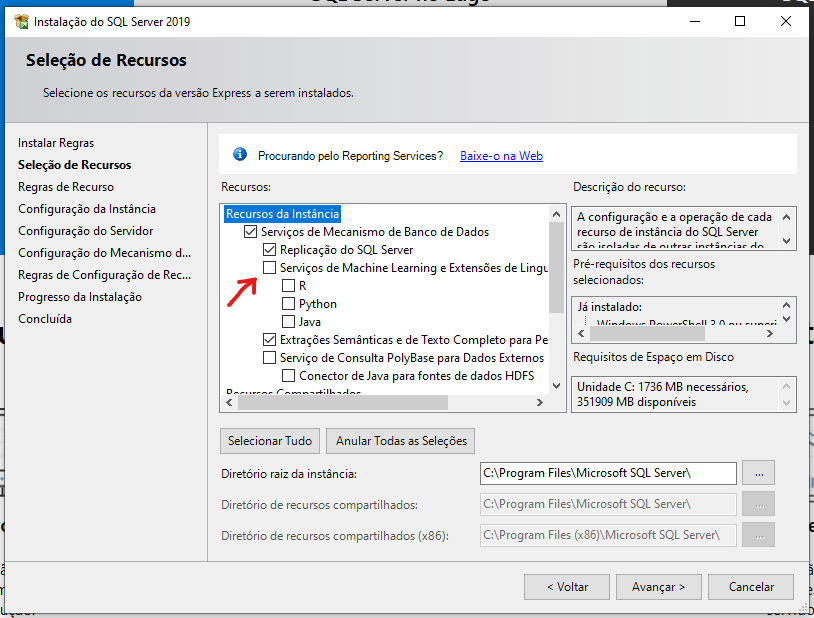 Instalação do SQL Server 2019
Seleção de Recursos
Selecione os recursos da versão Express a serem instalados.
Instalar Regras
Seleção de Recursos
Regras de Recurso
Configuração da Instância
Configuração do Servidor
Configuração do Mecanismo d...
Regras de Configuração de Rec...
Progresso da Instalação
Concluída
Procurando pelo Reporting Services? Baixe-o na Web
Recursos:
Recursos da Instância
Serviços de Mecanismo de Banco de Dados
Replicação do SQL Server
Serviços de Machine Learning e Extensões de Lingu
R
Python
Java
Extrações Semânticas e de Texto Completo para Pe
Serviço de Consulta PolyBase para Dados Externos
Conector de Java para fontes de dados HDFS
Recursos Compartilhados
Descrição do recurso:
A configuração e a operação de cada
recurso de instância do SQL Server
são isoladas de outras instâncias do
Pré-requisitos dos recursos
selecionados:
Já instalado:
Windows PowerShell 3.0 ou superi
Requisitos de Espaço em Disco
Unidade C: 1736 MB necessários,
351909 MB disponíveis
Selecionar Tudo
Anular Todas as Seleções
Diretório raiz da instância:
C:\Program Files\Microsoft SQL Server\
...
Diretório de recursos compartilhados:
C:\Program Files\Microsoft SQL Server\
...
Diretório de recursos compartilhados (x86):
C:\Program Files (x86)\Microsoft SQL Server\
...
< Voltar
Avançar >
Cancelar